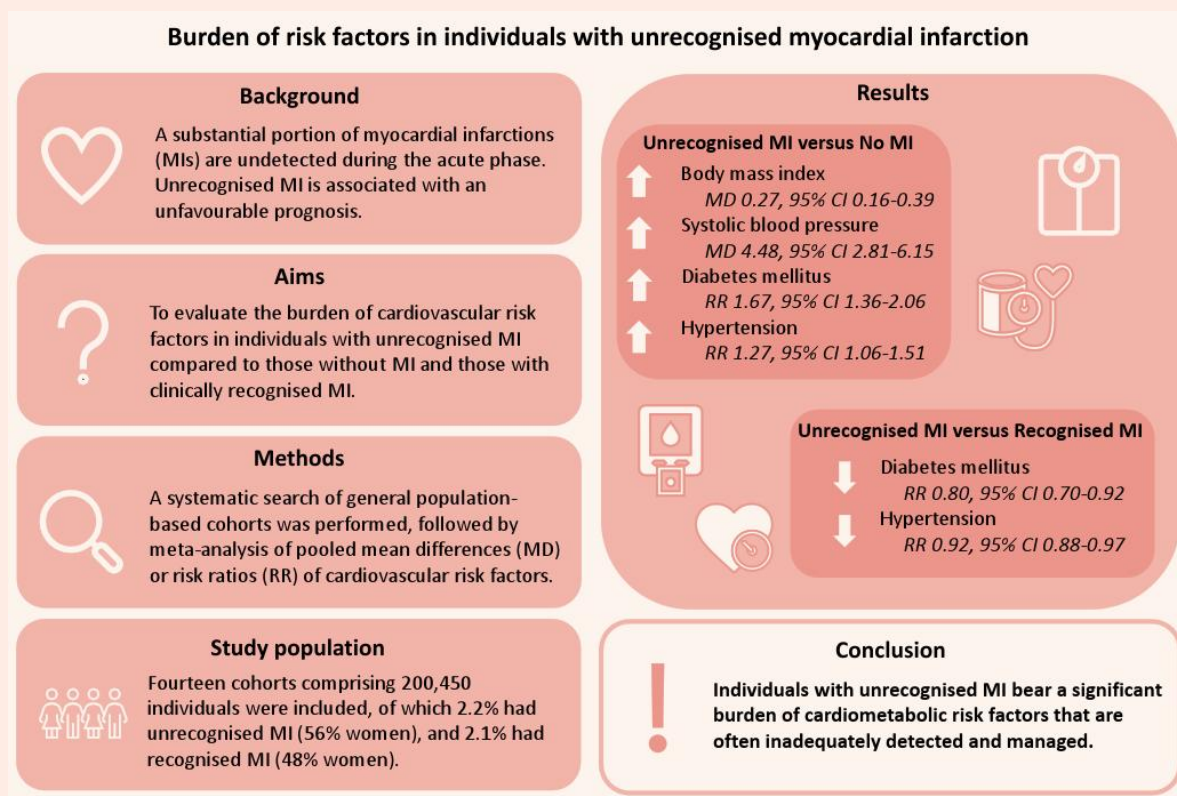 Burden of risk factors in individuals with unrecognised myocardial infarction
Background
A substantial portion of myocardial infarctions
(MIs) are undetected during the acute phase.
Unrecognised MI is associated with an
unfavourable prognosis.
Aims
To evaluate the burden of cardiovascular risk
factors in individuals with unrecognised MI
compared to those without MI and those with
clinically recognised MI.
Methods
A systematic search of general population-
based cohorts was performed, followed by
meta-analysis of pooled mean differences (MD)
or risk ratios (RR) of cardiovascular risk factors.
Study population
Fourteen cohorts comprising 200,450
individuals were included, of which 2.2% had
unrecognised MI (56% women), and 2.1% had
recognised MI (48% women).
Results
Unrecognised MI versus No MI
Body mass index
MD 0.27, 95% CI 0.16-0.39
Systolic blood pressure
MD 4.48, 95% CI 2.81-6.15
Diabetes mellitus
RR 1.67, 95% CI 1.36-2.06
Hypertension
RR 1.27, 95% CI 1.06-1.51
Unrecognised MI versus Recognised MI
Diabetes mellitus
RR 0.80, 95% CI 0.70-0.92
Hypertension
RR 0.92, 95% CI 0.88-0.97
Conclusion
Individuals with unrecognised MI bear a significant
burden of cardiometabolic risk factors that are
often inadequately detected and managed.